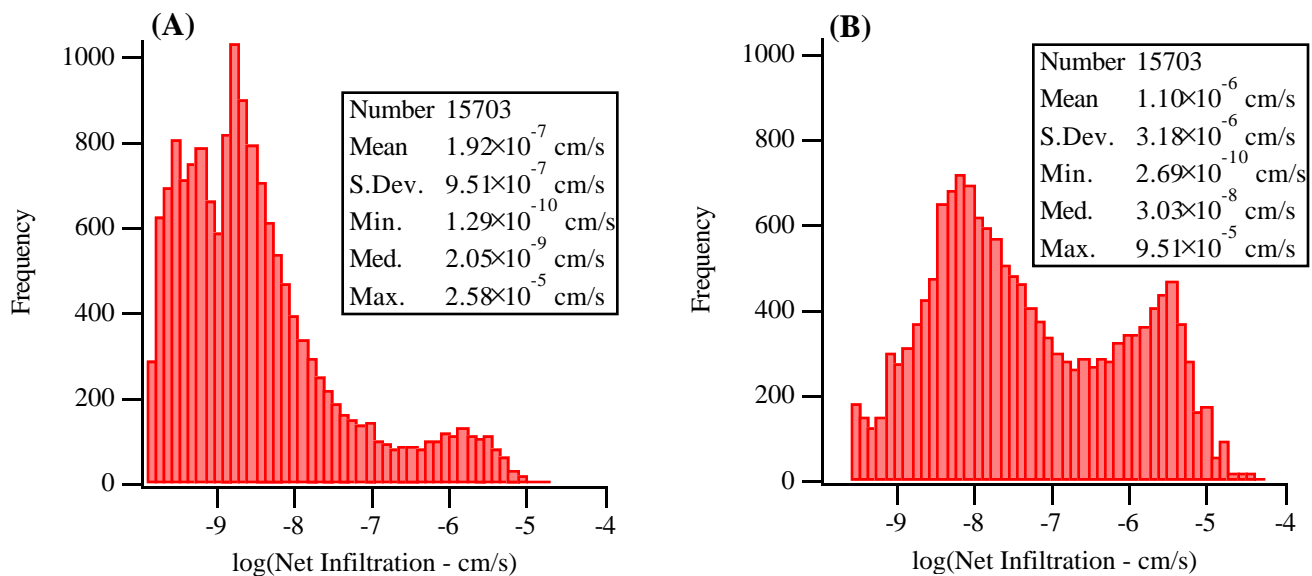 (A)
1000
800
600
400
200
0
Frequency
-9 -8 -7 -6 -5 -4
log(Net Infiltration - cm/s)
Number 15703
Mean 1.92×10^-7 cm/s
S.Dev. 9.51×10^-7 cm/s
Min. 1.29×10^-10 cm/s
Med. 2.05×10^-9 cm/s
Max. 2.58×10^-5 cm/s
(B)
1000
800
600
400
200
0
Frequency
-9 -8 -7 -6 -5 -4
log(Net Infiltration - cm/s)
Number 15703
Mean 1.10×10^-6 cm/s
S.Dev. 3.18×10^-6 cm/s
Min. 2.69×10^-10 cm/s
Med. 3.03×10^-8 cm/s
Max. 9.51×10^-5 cm/s